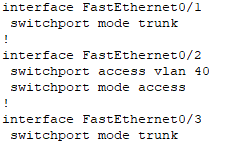 interface FastEthernet0/1
 switchport mode trunk
!
interface FastEthernet0/2
 switchport access vlan 40
 switchport mode access
!
interface FastEthernet0/3
 switchport mode trunk